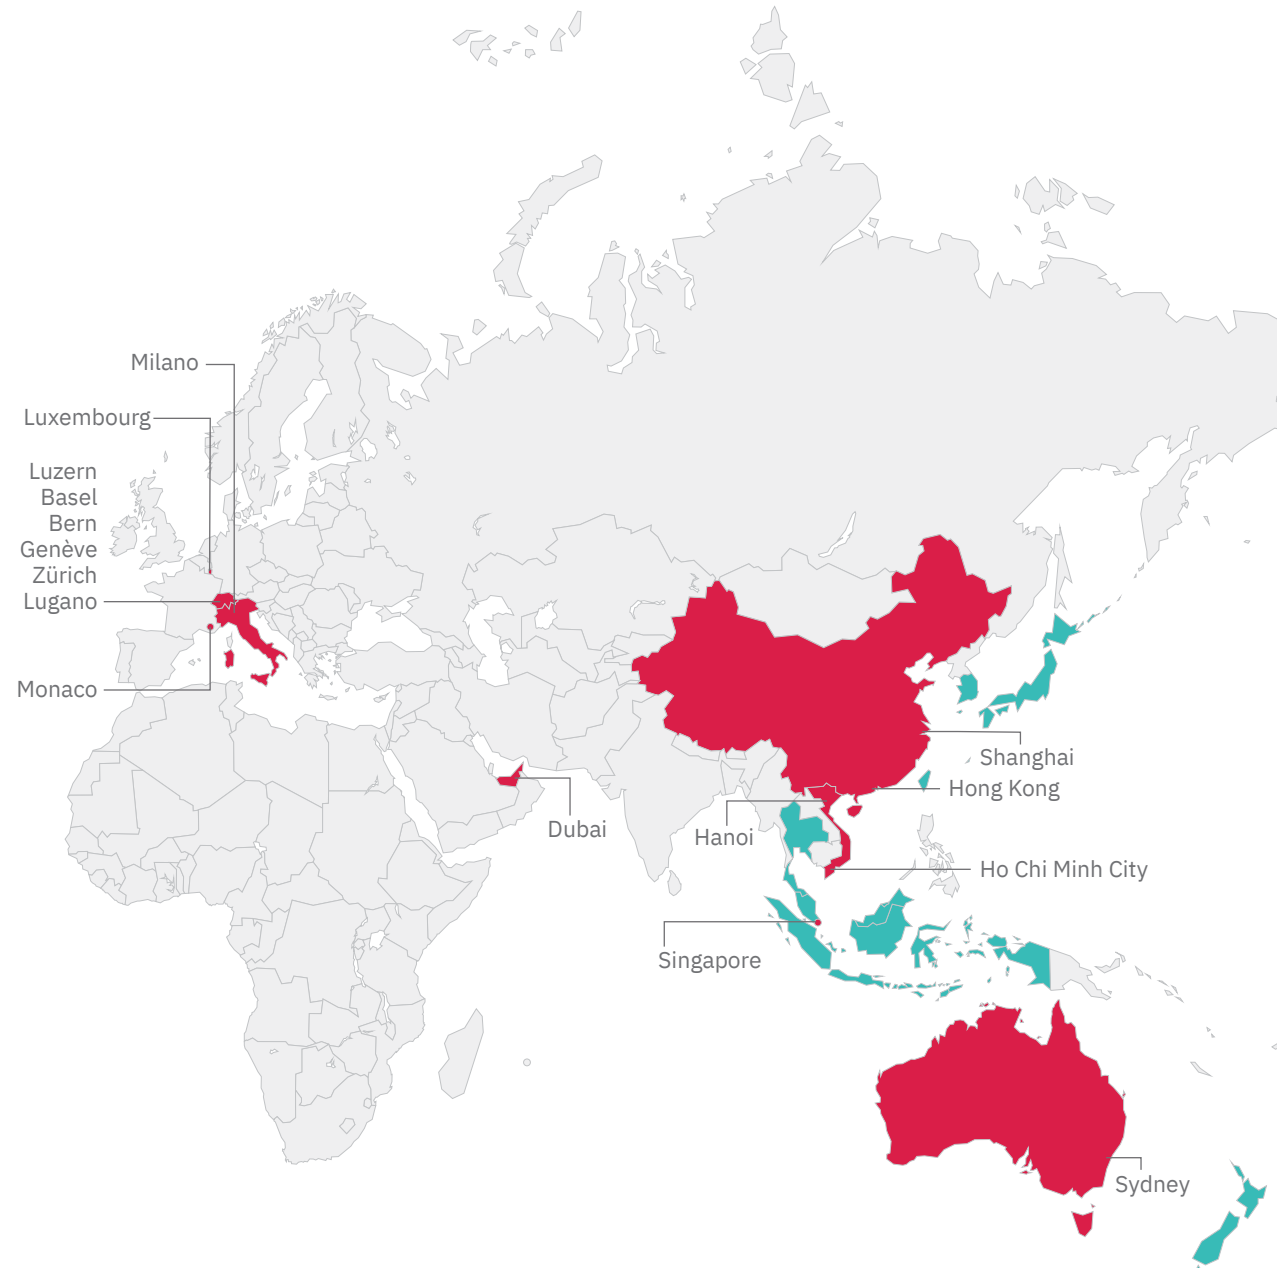 Milano
Luxembourg
Luzern
Basel
Bern
Genève
Zürich
Lugano
Monaco
Shanghai
Hong Kong
Dubai
Hanoi
Ho Chi Minh City
Singapore
Sydney